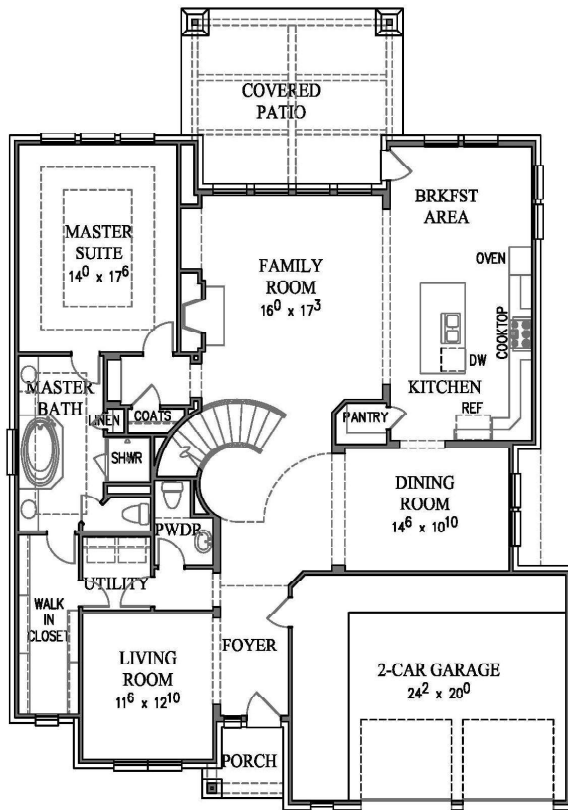 COVERED
PATIO
BRKFST
AREA
MASTER
SUITE
14⁰ x 17⁶
OVEN
FAMILY
ROOM
16⁰ x 17³
COOKTOP
DW
MASTER
BATH
KITCHEN
LINEN
COATS
PANTRY
REF
SHWR
DINING
ROOM
14⁶ x 10¹⁰
PWDR
UTILITY
WALK
IN
CLOSET
FOYER
LIVING
ROOM
11⁶ x 12¹⁰
2-CAR GARAGE
24² x 20⁰
PORCH